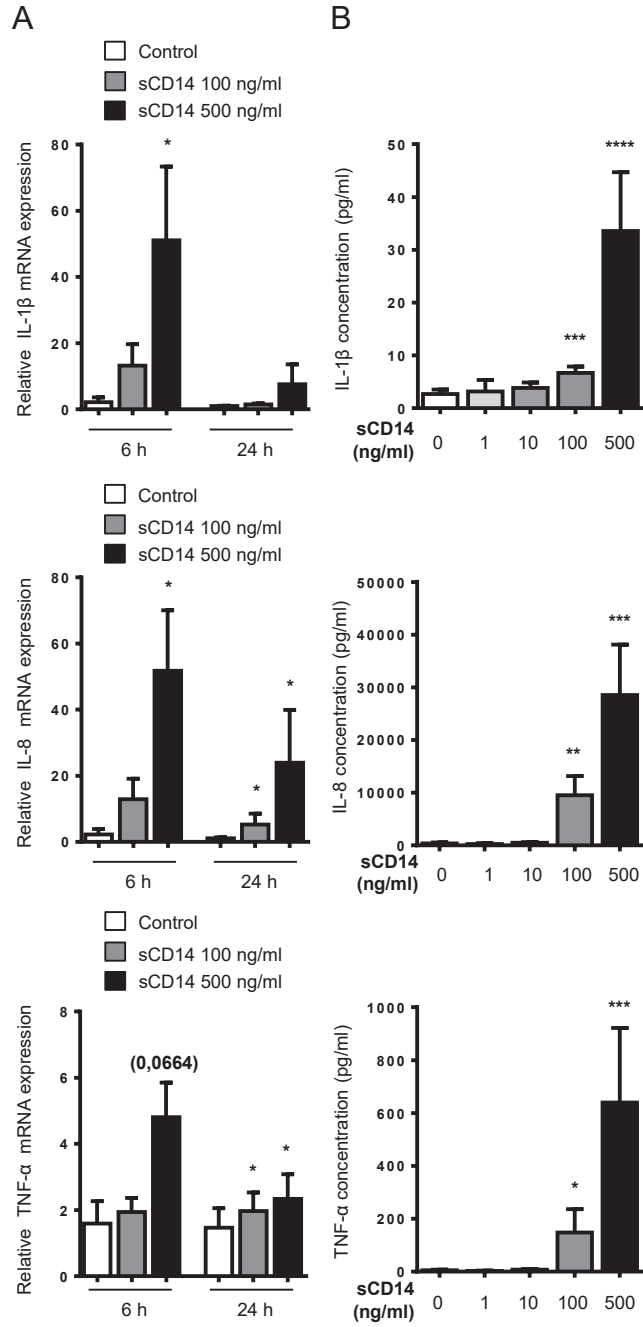 A
Control
sCD14 100 ng/ml
sCD14 500 ng/ml
Relative IL-1β mRNA expression
80
60
40
20
0
*
6 h
24 h
B
IL-1β concentration (pg/ml)
50
40
30
20
10
0
***
****
sCD14
(ng/ml)
0 1 10 100 500
Control
sCD14 100 ng/ml
sCD14 500 ng/ml
Relative IL-8 mRNA expression
80
60
40
20
0
*
*
*
6 h
24 h
IL-8 concentration (pg/ml)
50000
40000
30000
20000
10000
0
**
***
sCD14
(ng/ml)
0 1 10 100 500
Control
sCD14 100 ng/ml
sCD14 500 ng/ml
Relative TNF-α mRNA expression
8
6
4
2
0
(0,0664)
*
*
6 h
24 h
TNF-α concentration (pg/ml)
1000
800
600
400
200
0
*
***
sCD14
(ng/ml)
0 1 10 100 500